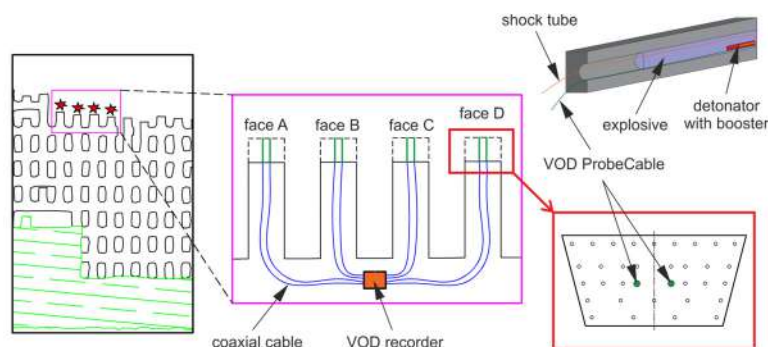 shock tube
face A
face B
face C
face D
explosive
detonator
with booster
VOD ProbeCable
coaxial cable
VOD recorder